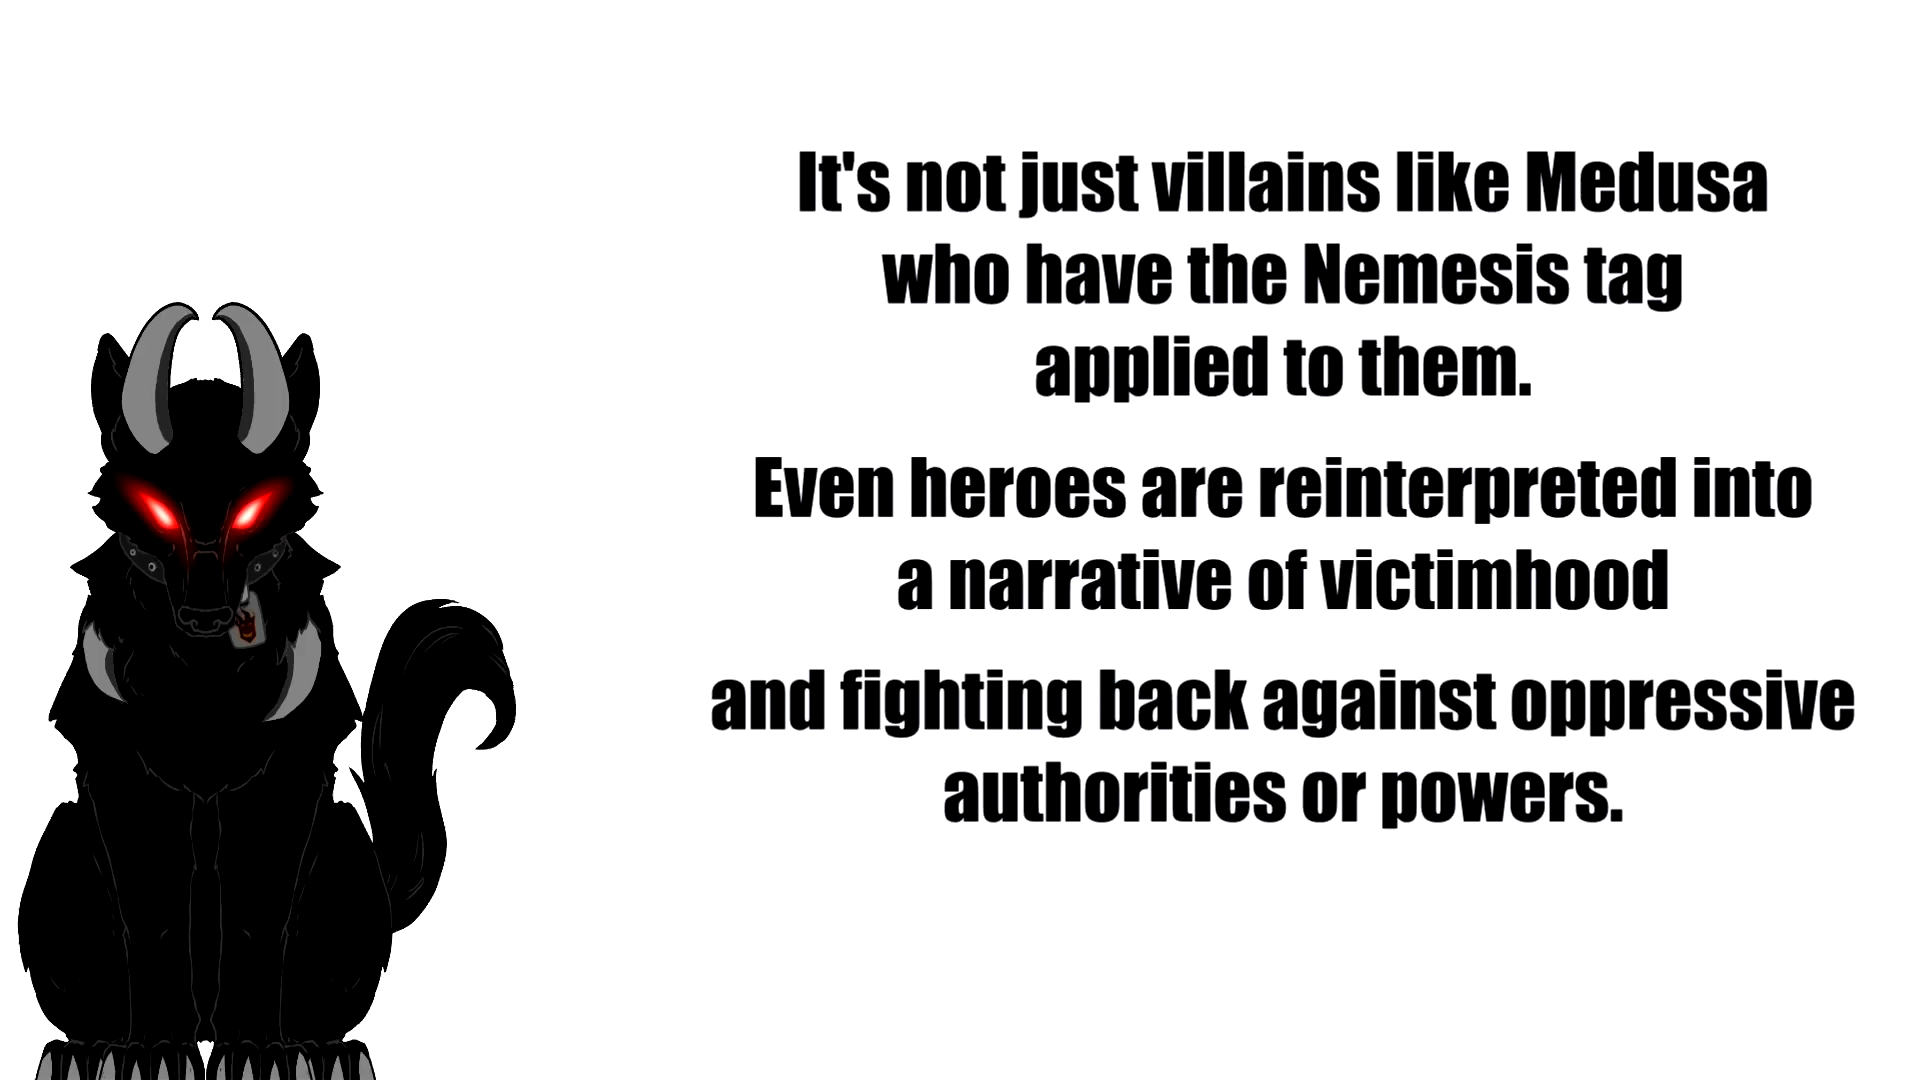 It's not just villains like Medusa
who have the Nemesis tag
applied to them.
Even heroes are reinterpreted into
a narrative of victimhood
and fighting back against oppressive
authorities or powers.